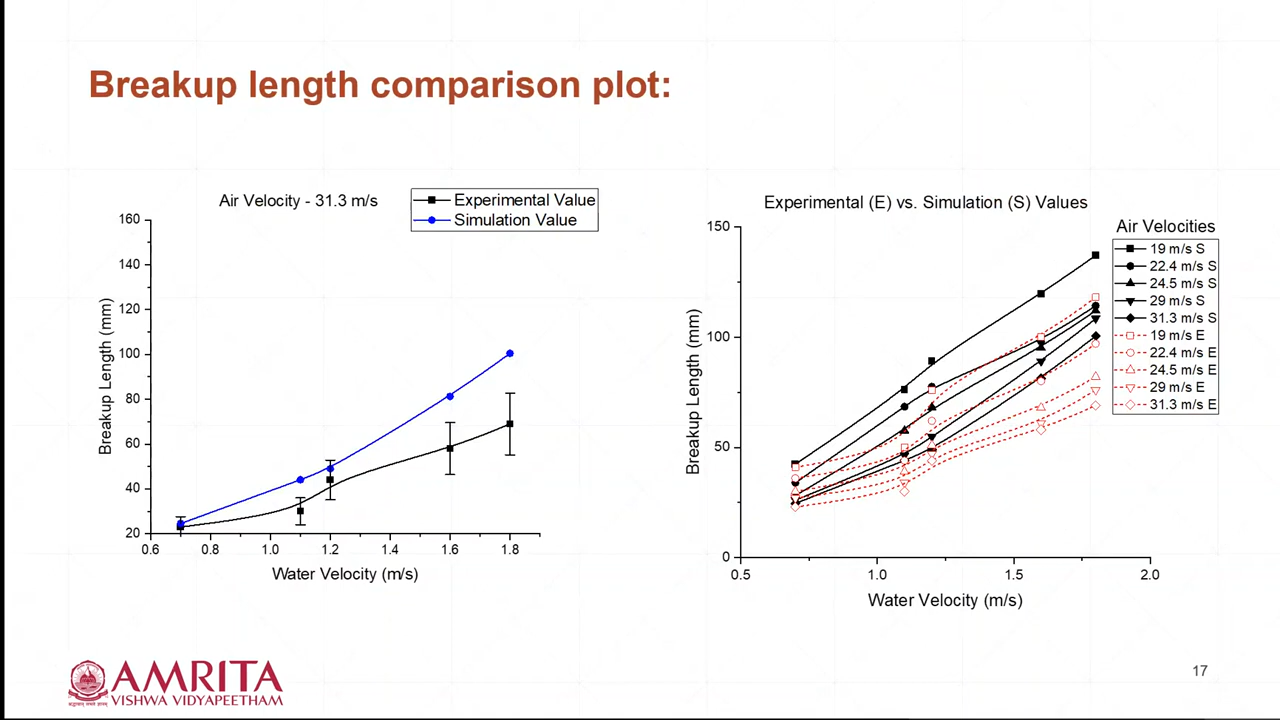 Breakup length comparison plot:
Air Velocity - 31.3 m/s
Experimental Value
Simulation Value
160
140
120
100
80
60
40
20
Breakup Length (mm)
0.6 0.8 1.0 1.2 1.4 1.6 1.8
Water Velocity (m/s)
Experimental (E) vs. Simulation (S) Values
Air Velocities
19 m/s S
22.4 m/s S
24.5 m/s S
29 m/s S
31.3 m/s S
19 m/s E
22.4 m/s E
24.5 m/s E
29 m/s E
31.3 m/s E
150
100
50
0
Breakup Length (mm)
0.5 1.0 1.5 2.0
Water Velocity (m/s)
AMRITA
VISHWA VIDYAPEETHAM
17